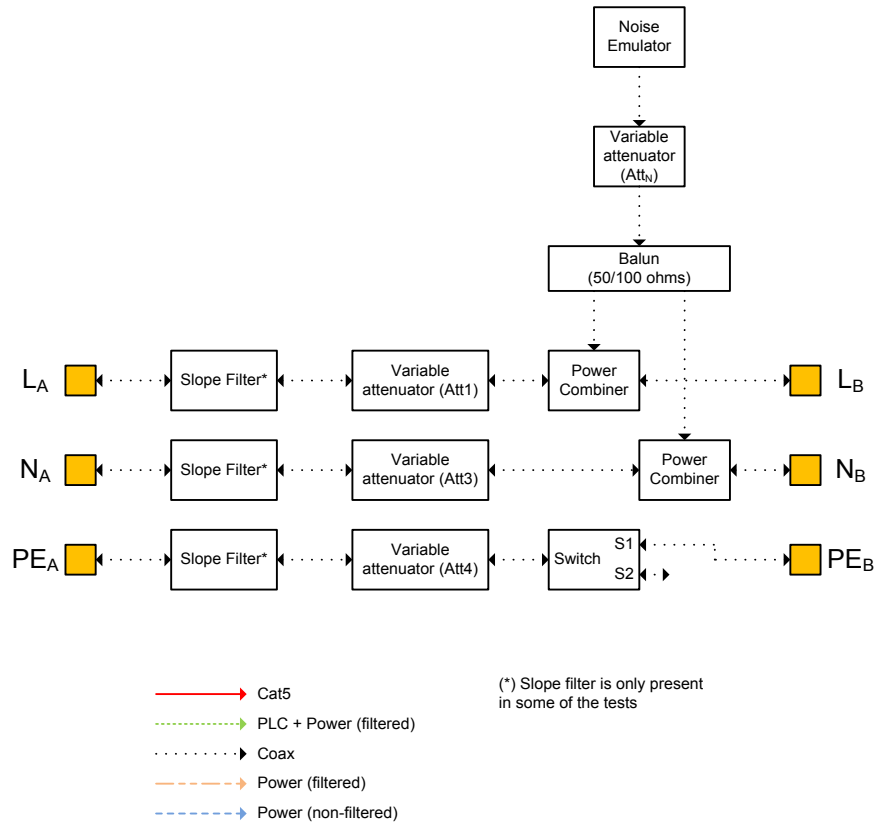 Noise
Emulator
Variable
attenuator
(AttN)
Balun
(50/100 ohms)
LA
Slope Filter*
Variable
attenuator (Att1)
Power
Combiner
LB
NA
Slope Filter*
Variable
attenuator (Att3)
Power
Combiner
NB
PEA
Slope Filter*
Variable
attenuator (Att4)
Switch
S1
S2
PEB
Cat5
PLC + Power (filtered)
Coax
Power (filtered)
Power (non-filtered)
(*) Slope filter is only present
in some of the tests